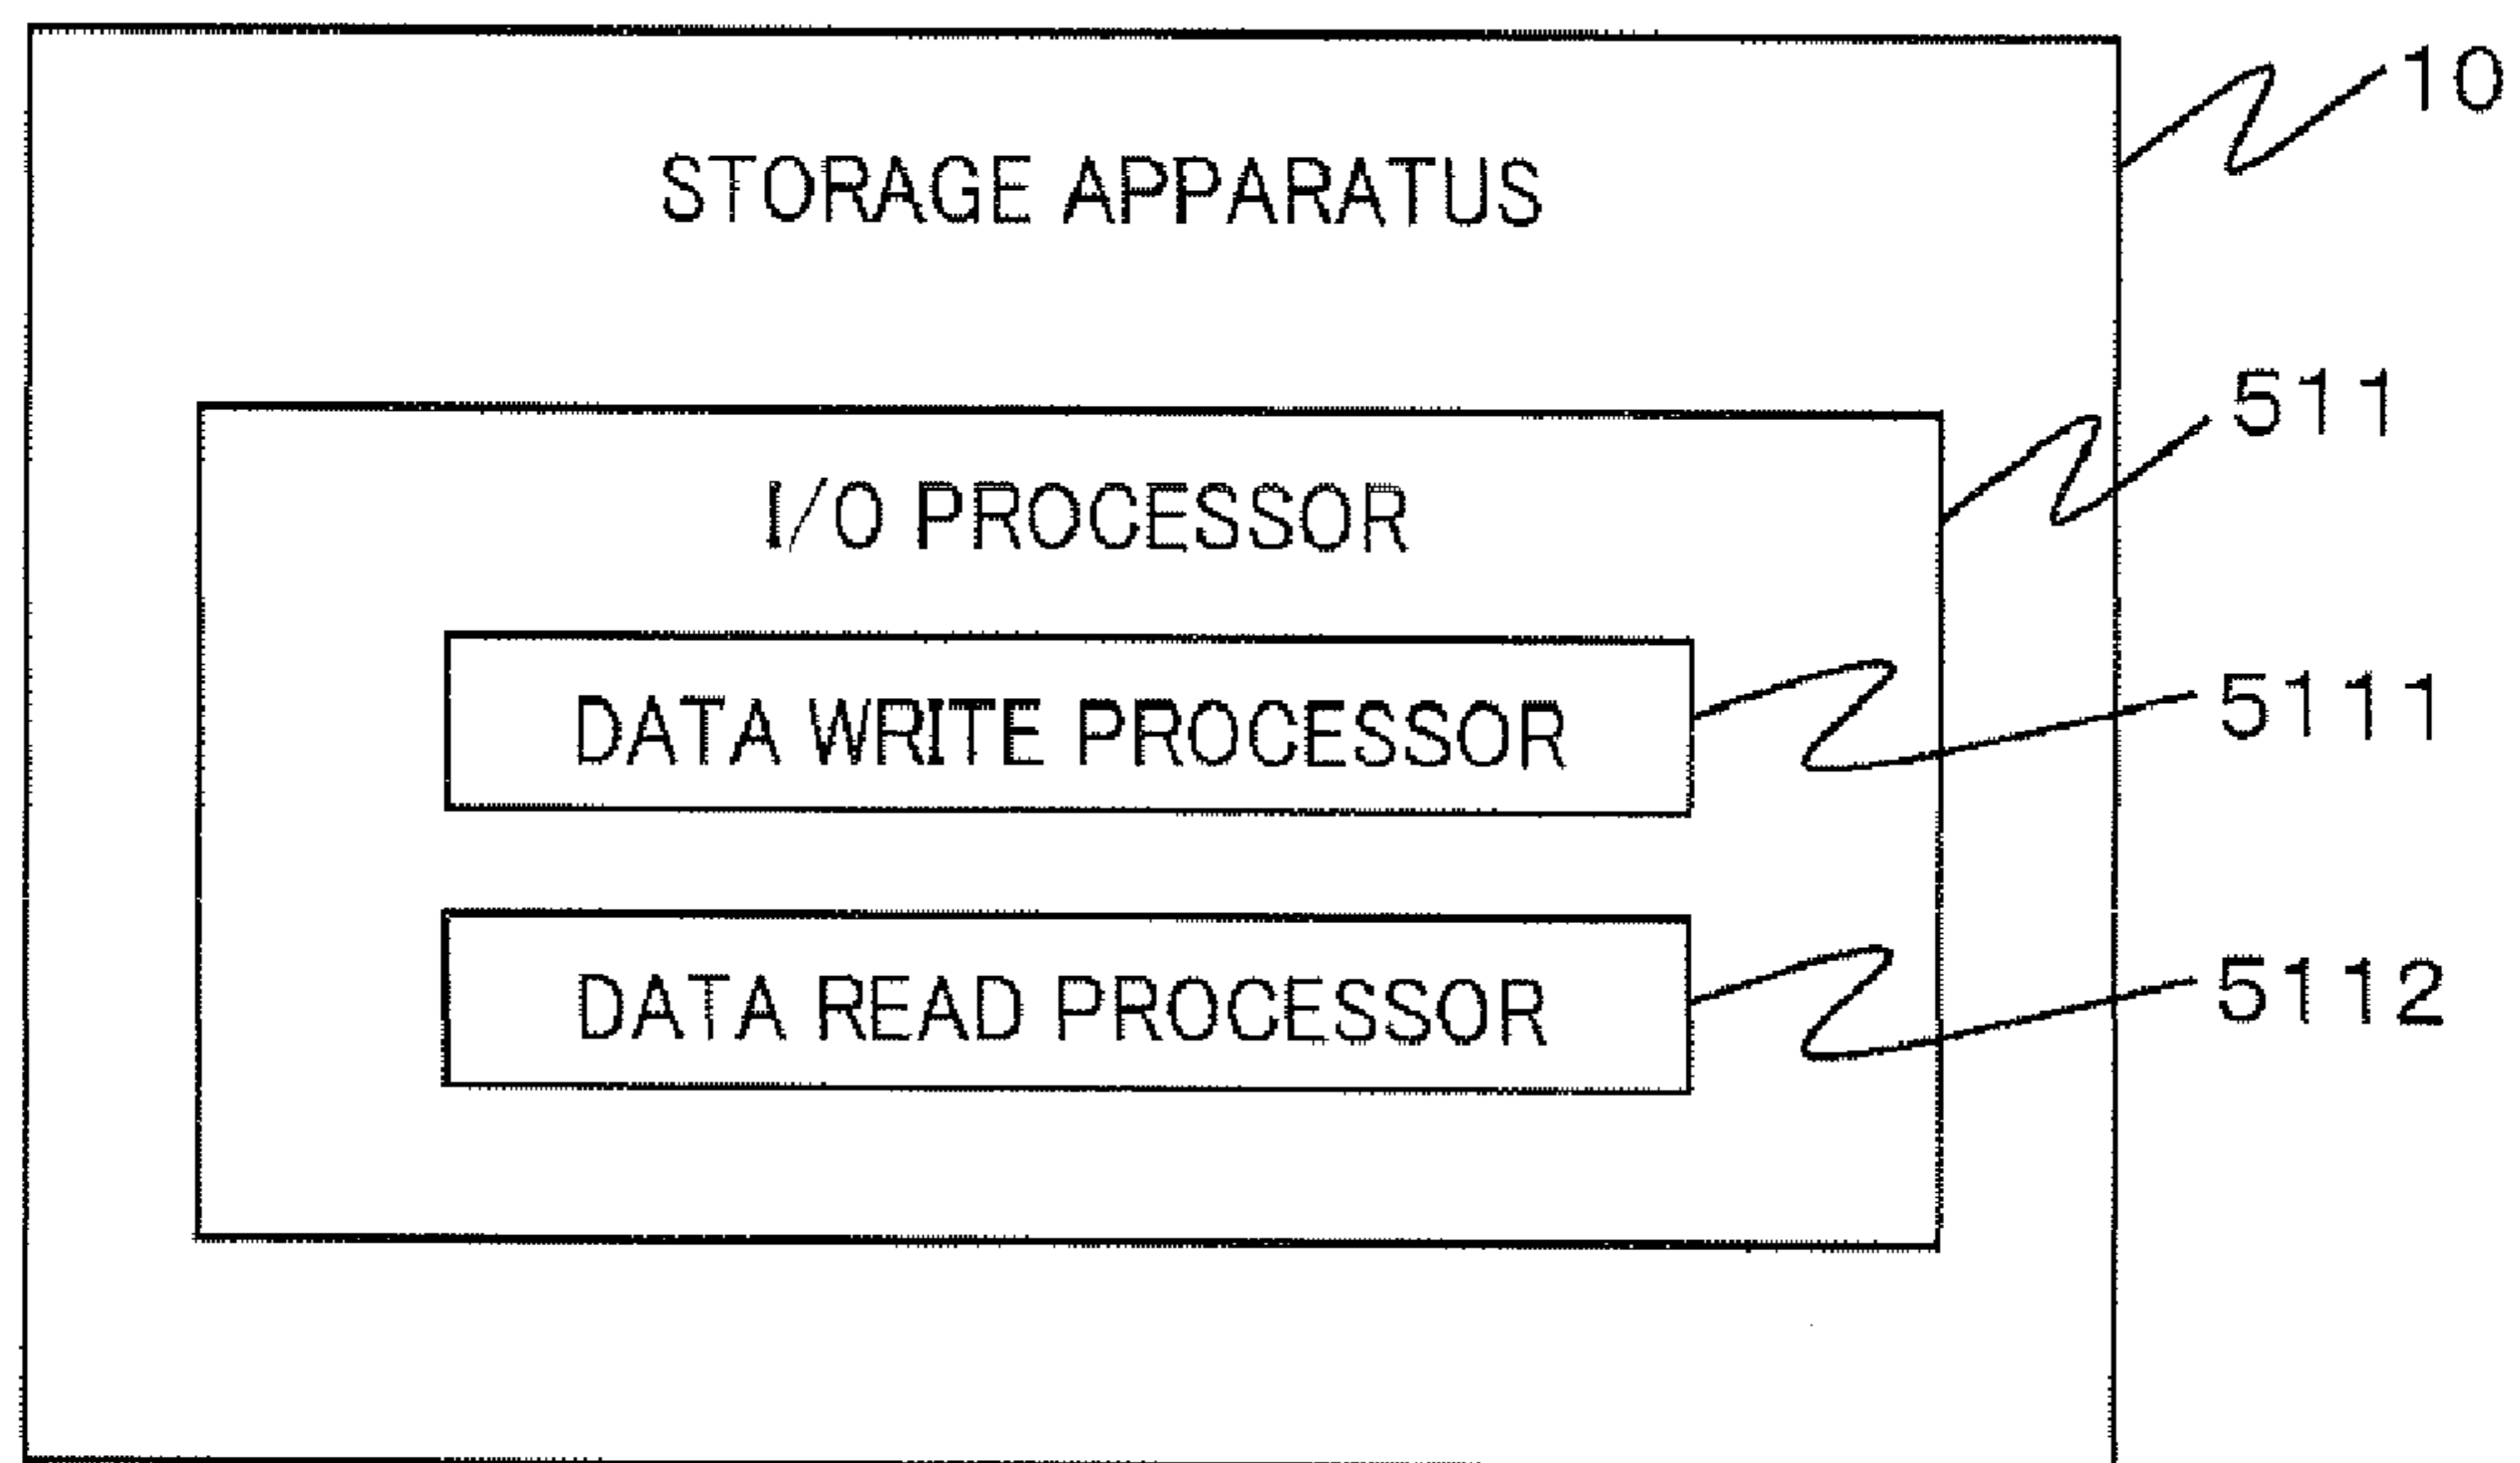 10
STORAGE APPARATUS
511
I/O PROCESSOR
DATA WRITE PROCESSOR
5111
DATA READ PROCESSOR
5112